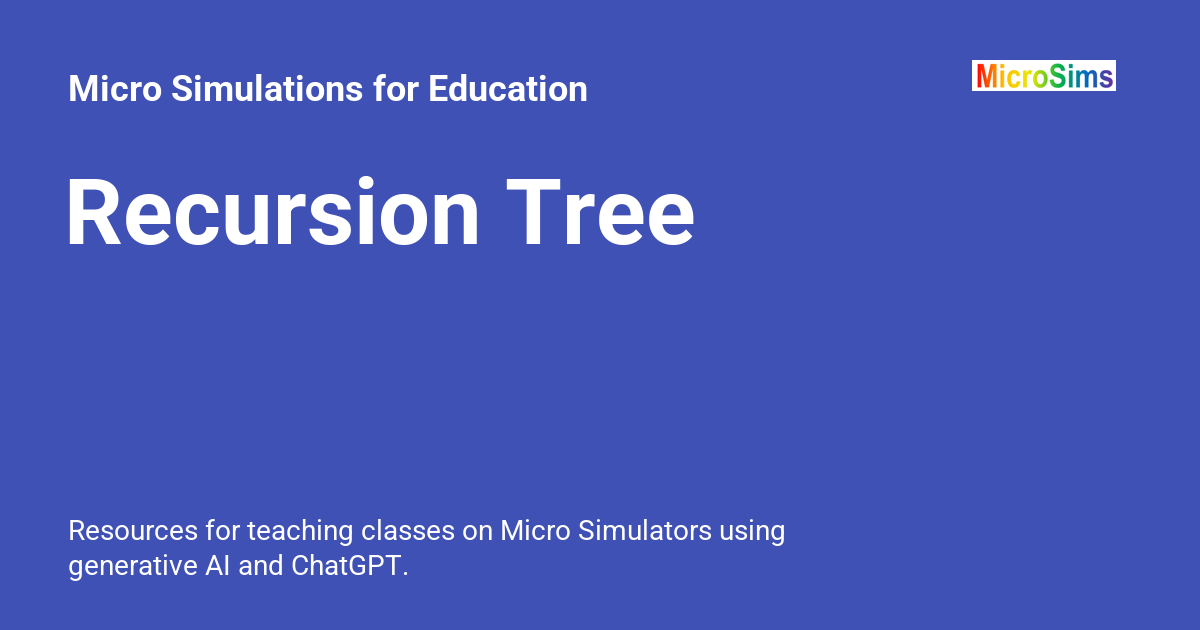 Micro Simulations for Education
MicroSims
Recursion Tree
Resources for teaching classes on Micro Simulators using
generative AI and ChatGPT.